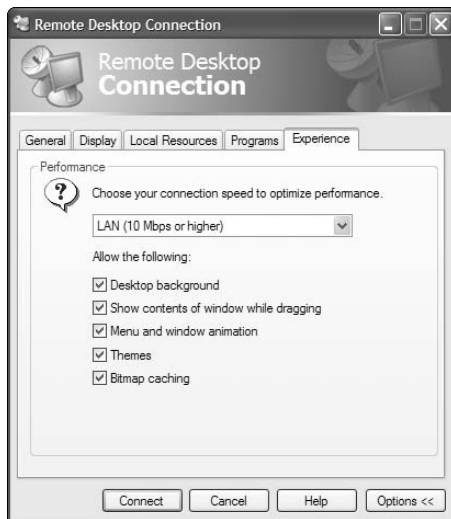 Remote Desktop Connection
Remote Desktop
Connection
General Display Local Resources Programs Experience
Performance
Choose your connection speed to optimize performance.
LAN (10 Mbps or higher)
Allow the following:
Desktop background
Show contents of window while dragging
Menu and window animation
Themes
Bitmap caching
Connect Cancel Help Options <<